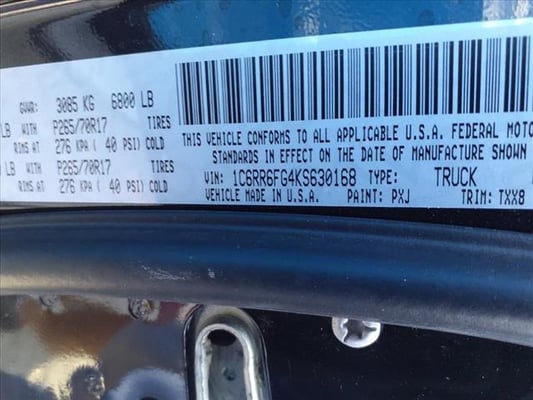 GVWR: 3085 KG 6800 LB
LB WITH P265/70R17 TIRES
RIMS AT 276 KPA ( 40 PSI) COLD
LB WITH P265/70R17 TIRES
RIMS AT 276 KPA ( 40 PSI) COLD
THIS VEHICLE CONFORMS TO ALL APPLICABLE U.S.A. FEDERAL MOTO
STANDARDS IN EFFECT ON THE DATE OF MANUFACTURE SHOWN
VIN: 1C6RR6FG4KS630168 TYPE: TRUCK
VEHICLE MADE IN U.S.A. PAINT: PXJ TRIM: TXX8